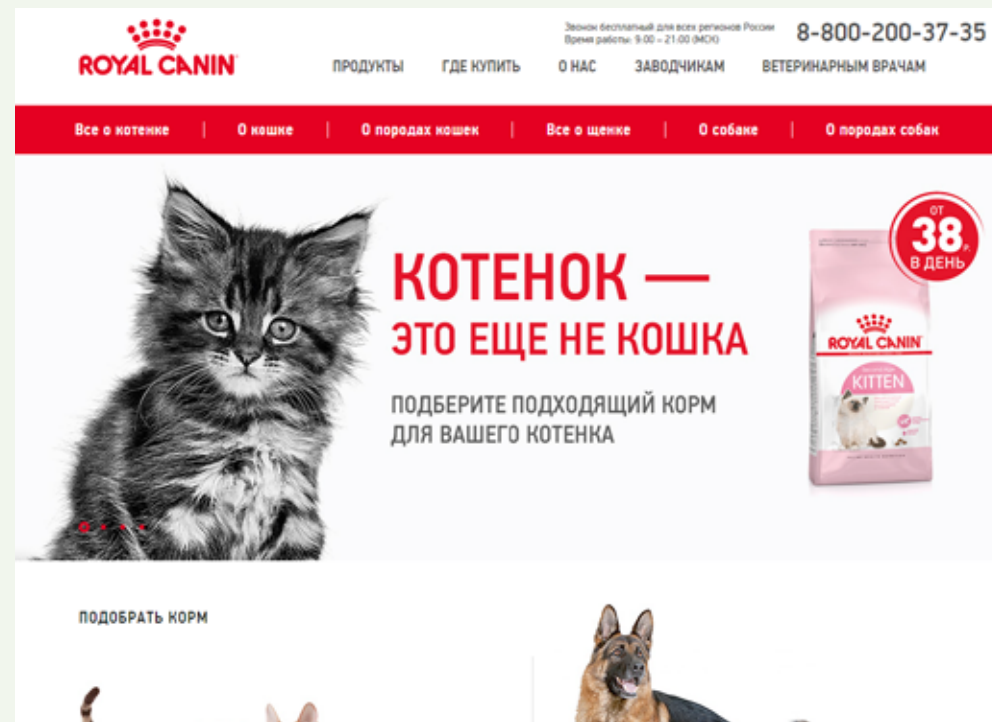 Звонок бесплатный для всех регионов России
Время работы: 9:00 – 21:00 (МСК)
8-800-200-37-35
ROYAL CANIN
ПРОДУКТЫ ГДЕ КУПИТЬ О НАС ЗАВОДЧИКАМ ВЕТЕРИНАРНЫМ ВРАЧАМ
Все о котенке | О кошке | О породах кошек | Все о щенке | О собаке | О породах собак
КОТЕНОК —
ЭТО ЕЩЕ НЕ КОШКА
ПОДБЕРИТЕ ПОДХОДЯЩИЙ КОРМ
ДЛЯ ВАШЕГО КОТЕНКА
ОТ
38 Р.
В ДЕНЬ
ROYAL CANIN
KITTEN
ПОДОБРАТЬ КОРМ